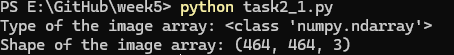 PS E:\GitHub\week5> python task2_1.py
Type of the image array: <class 'numpy.ndarray'>
Shape of the image array: (464, 464, 3)